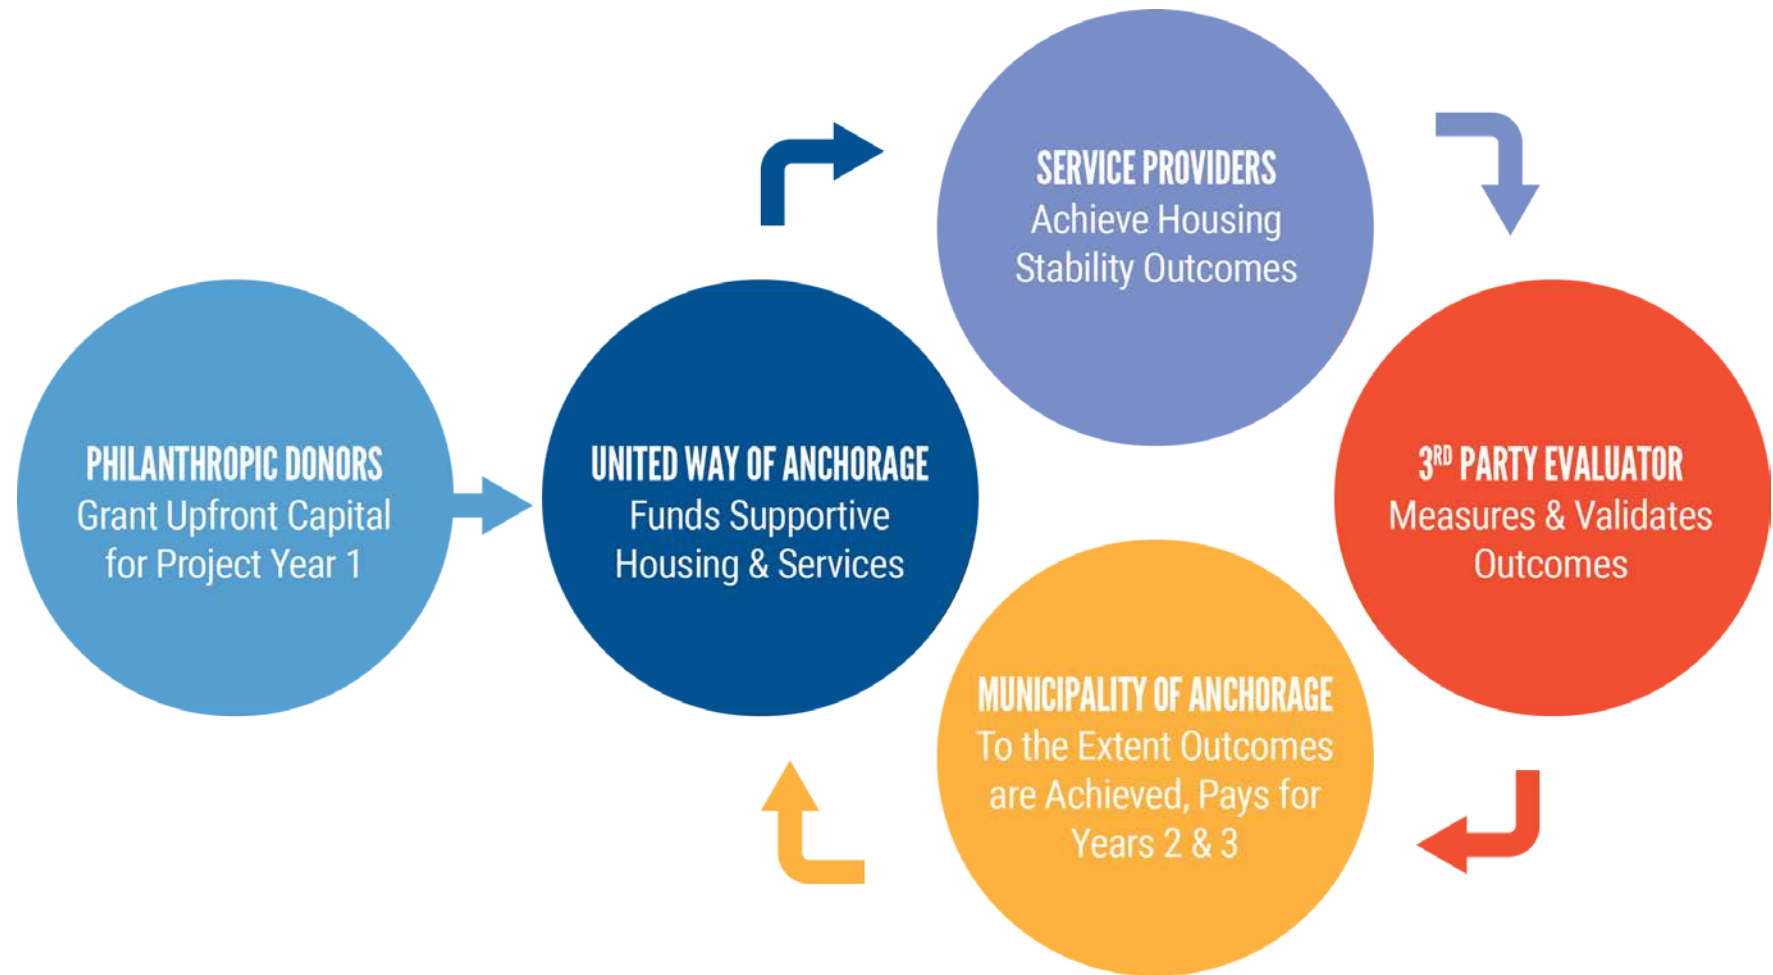 PHILANTHROPIC DONORS
Grant Upfront Capital
for Project Year 1
UNITED WAY OF ANCHORAGE
Funds Supportive
Housing & Services
SERVICE PROVIDERS
Achieve Housing
Stability Outcomes
3RD PARTY EVALUATOR
Measures & Validates
Outcomes
MUNICIPALITY OF ANCHORAGE
To the Extent Outcomes
are Achieved, Pays for
Years 2 & 3